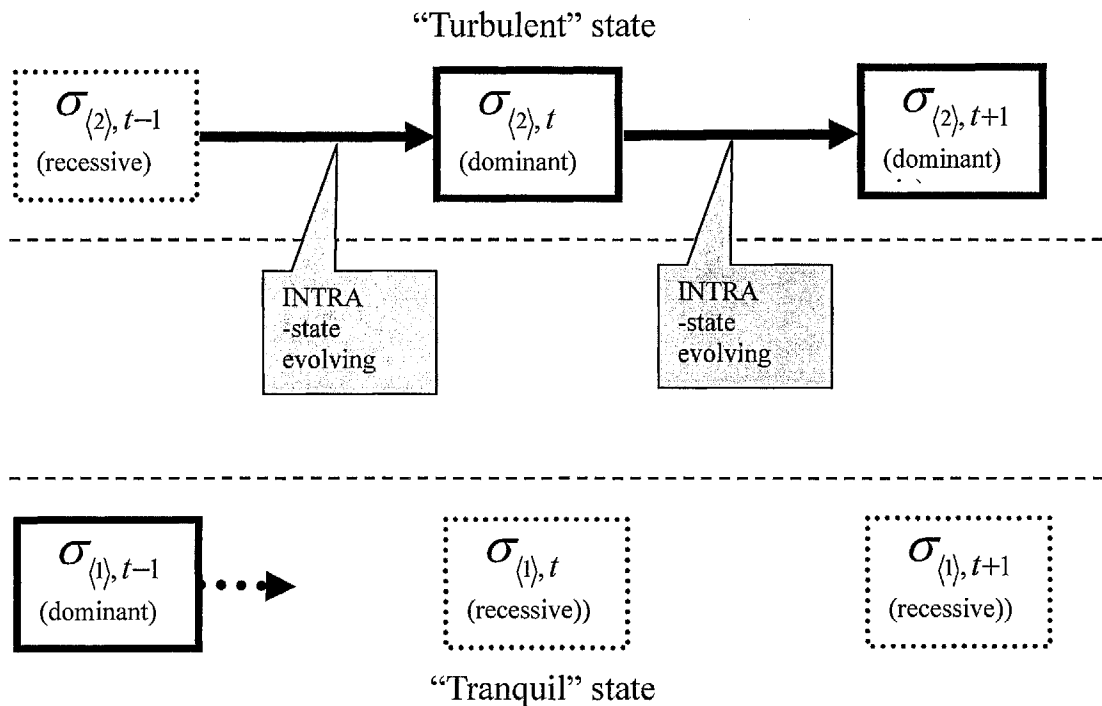 “Turbulent” state
σ⟨2⟩, t−1
(recessive)
σ⟨2⟩, t
(dominant)
σ⟨2⟩, t+1
(dominant)
INTRA
-state
evolving
INTRA
-state
evolving
σ⟨1⟩, t−1
(dominant)
σ⟨1⟩, t
(recessive))
σ⟨1⟩, t+1
(recessive))
“Tranquil” state